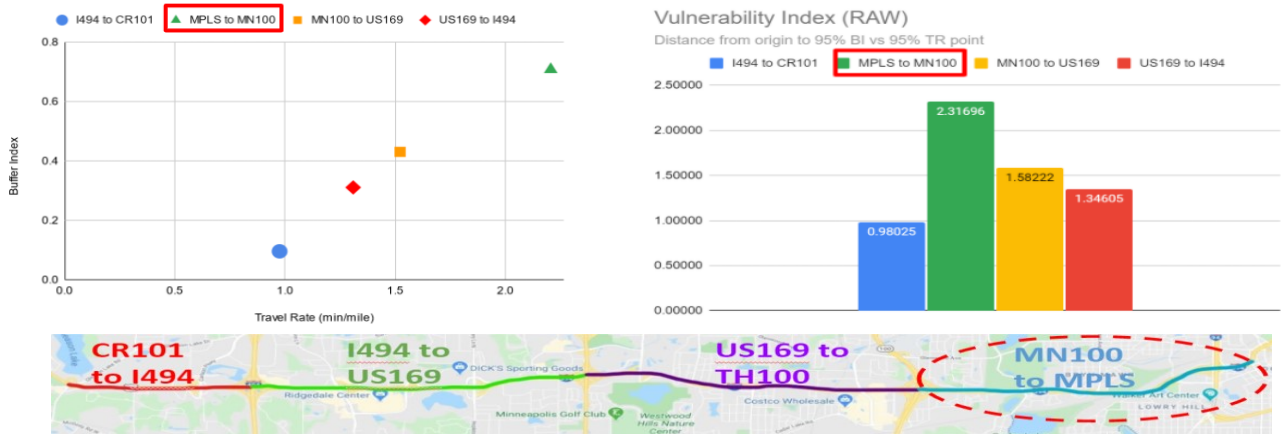 I494 to CR101 MPLS to MN100 MN100 to US169 US169 to I494
0.8
0.6
0.4
0.2
0.0
Buffer Index
0.0 0.5 1.0 1.5 2.0
Travel Rate (min/mile)
Vulnerability Index (RAW)
Distance from origin to 95% BI vs 95% TR point
I494 to CR101 MPLS to MN100 MN100 to US169 US169 to I494
2.50000
2.00000
1.50000
1.00000
0.50000
0.00000
0.98025
2.31696
1.58222
1.34605
CR101
to I494
I494 to
US169
US169 to
TH100
MN100
to MPLS
DICK'S Sporting Goods
Ridgedale Center
Minneapolis Golf Club
Westwood
Hills Nature
Center
Costco Wholesale
Walker Art Center
LOWRY HILL